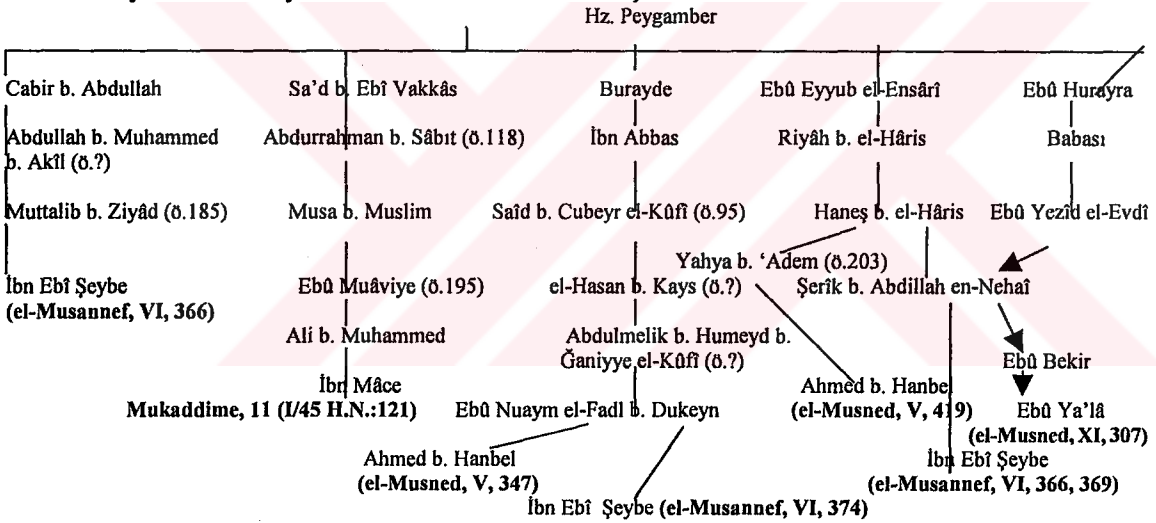 Hz. Peygamber
Cabir b. Abdullah
Sa'd b. Ebî Vakkâs
Burayde
Ebû Eyyub el-Ensârî
Ebû Hurayra
Abdullah b. Muhammed
b. Akîl (ö.?)
Abdurrahman b. Sâbıt (ö.118)
İbn Abbas
Riyâh b. el-Hâris
Babası
Muttalib b. Ziyâd (ö.185)
Musa b. Muslim
Saîd b. Cubeyr el-Kûfî (ö.95)
Haneş b. el-Hâris
Ebû Yezîd el-Evdî
Yahya b. ‘Adem (ö.203)
İbn Ebî Şeybe
(el-Musannef, VI, 366)
Ebû Muâviye (ö.195)
el-Hasan b. Kays (ö.?)
Şerîk b. Abdillah en-Nehaî
Ali b. Muhammed
Abdulmelik b. Humeyd b.
Ğaniyye el-Kûfî (ö.?)
Ebû Bekir
İbn Mâce
Mukaddime, 11 (I/45 H.N.:121)
Ebû Nuaym el-Fadl b. Dukeyn
Ahmed b. Hanbel
(el-Musned, V, 419)
Ebû Ya'lâ
(el-Musned, XI, 307)
Ahmed b. Hanbel
(el-Musned, V, 347)
İbn Ebî Şeybe
(el-Musannef, VI, 366, 369)
İbn Ebî Şeybe (el-Musannef, VI, 374)